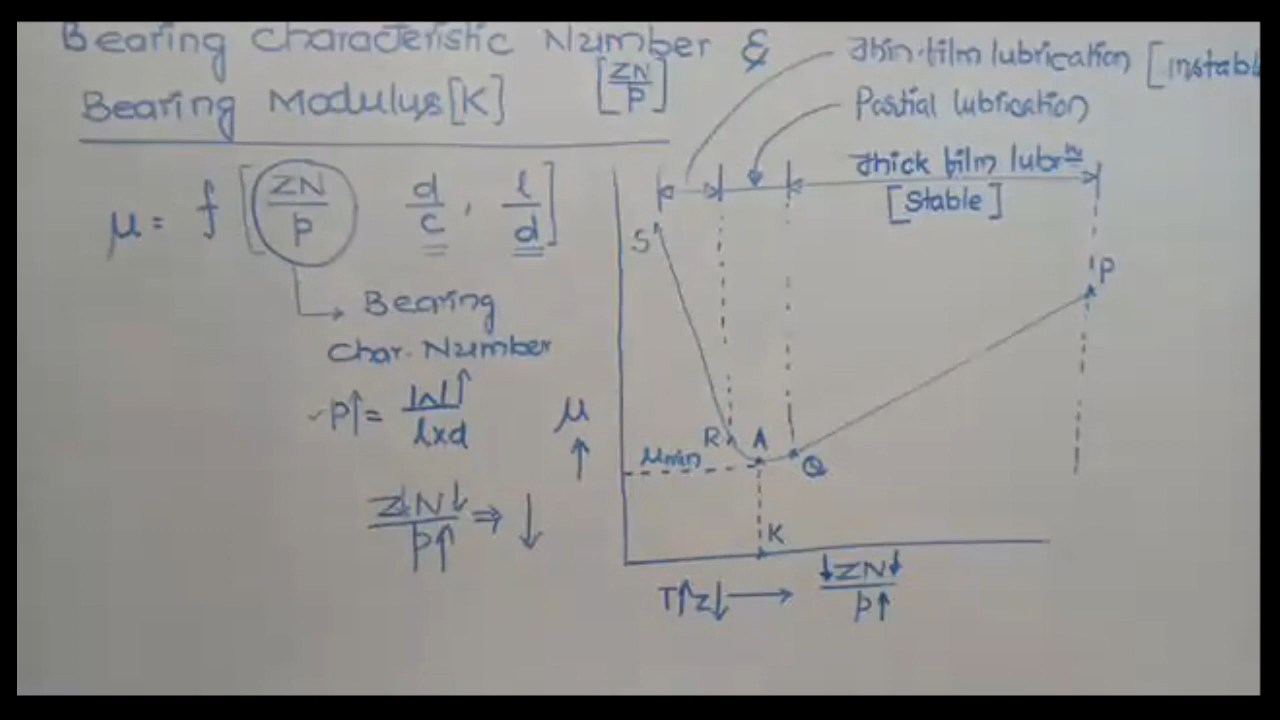 Bearing Characteristic Number &
Bearing Modulus [K] [ZN/P]
μ = f [ZN/P d/c, l/d]
Bearing
Char. Number
P↑ = W↑/l×d
Z↓N↓/P↑ ⇒ ↓
Thin film lubrication [instabl
Partial lubrication
Thick film lubrⁿ
[Stable]
S
P
R A Q
μmin
μ
↑
K
T↑Z↓ → ↓ZN↓/P↑